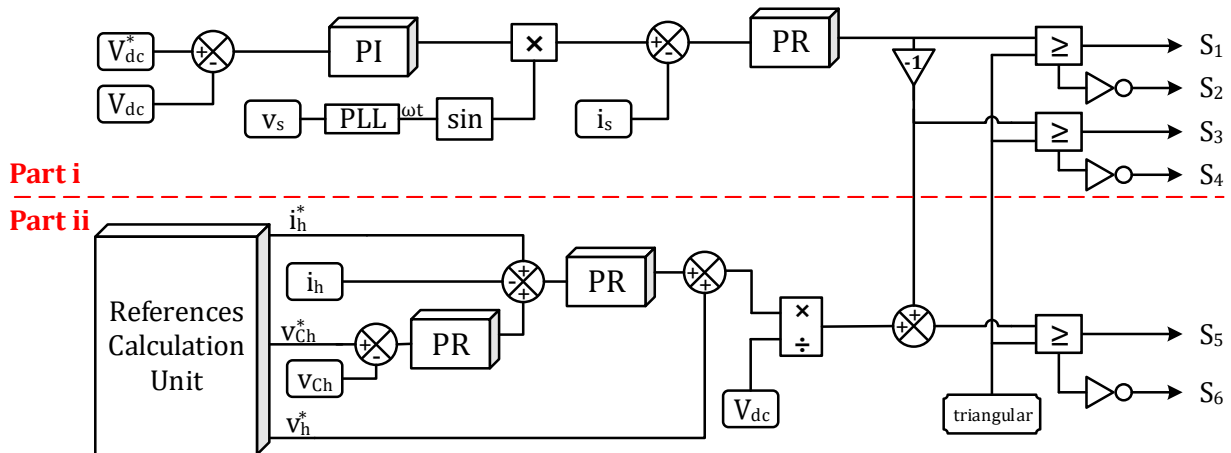 V*dc
+
-
PI
×
+
-
PR
-1
≥
S1
Vdc
vs
PLL
ωt
sin
is
S2
≥
S3
S4
Part i
Part ii
i*h
ih
+
-
+
PR
+
+
References
Calculation
Unit
v*Ch
+
-
PR
vCh
v*h
×
÷
Vdc
+
+
≥
S5
triangular
S6